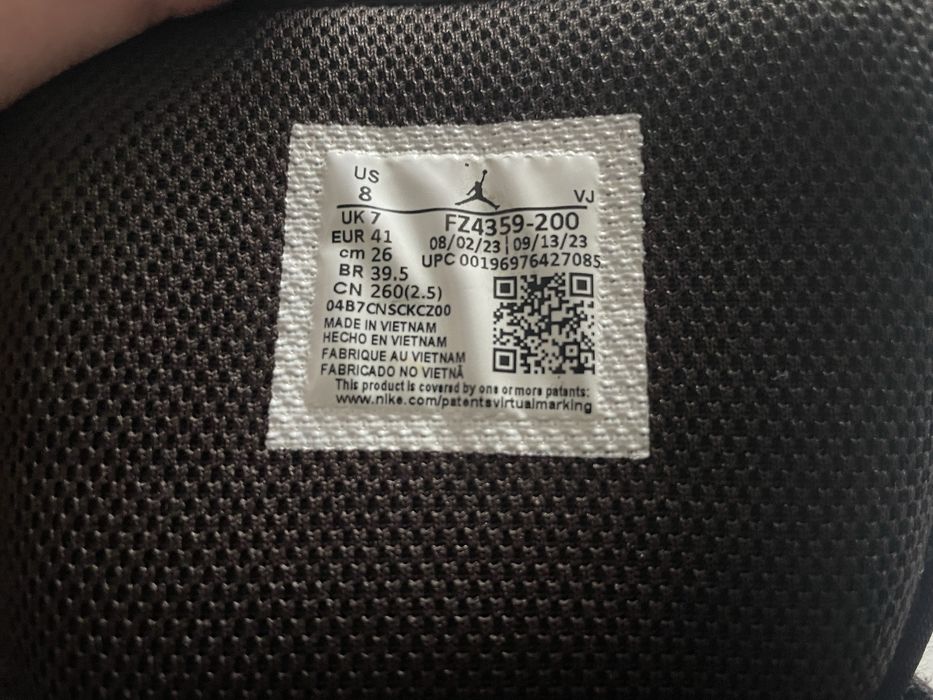 US
8
VJ
UK 7
FZ4359-200
EUR 41
08/02/23 | 09/13/23
cm 26
UPC 00196976427085
BR 39.5
CN 260(2.5)
04B7CNSCKCZ00
MADE IN VIETNAM
HECHO EN VIETNAM
FABRIQUE AU VIETNAM
FABRICADO NO VIETNÃ
This product is covered by one or more patents:
www.nike.com/patentsvirtualmarking